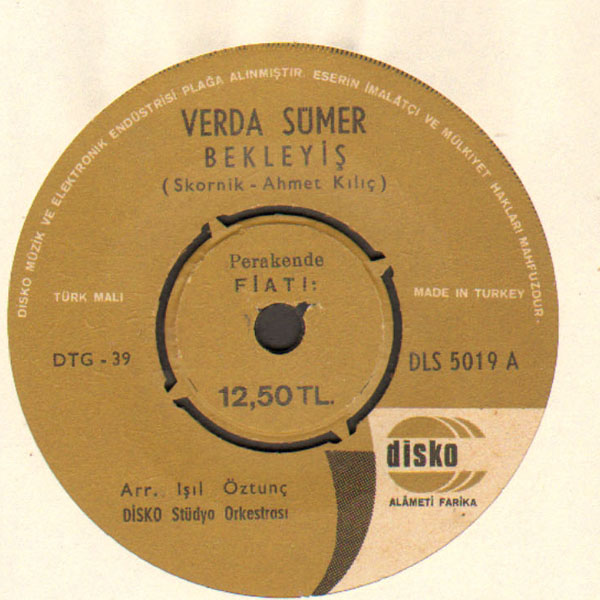 DİSKO MÜZİK VE ELEKTRONİK ENDÜSTRİSİ PLAĞA ALINMIŞTIR. ESERİN İMALATÇI VE MÜLKİYET HAKLARI MAHFUZDUR.
VERDA SÜMER
BEKLEYİŞ
(Skornik - Ahmet Kılıç)
Perakende
FİATI:
TÜRK MALI
MADE IN TURKEY
DTG - 39
DLS 5019 A
12,50 TL.
disko
ALÂMETİ FARİKA
Arr. Işıl Öztunç
DİSKO Stüdyo Orkestrası